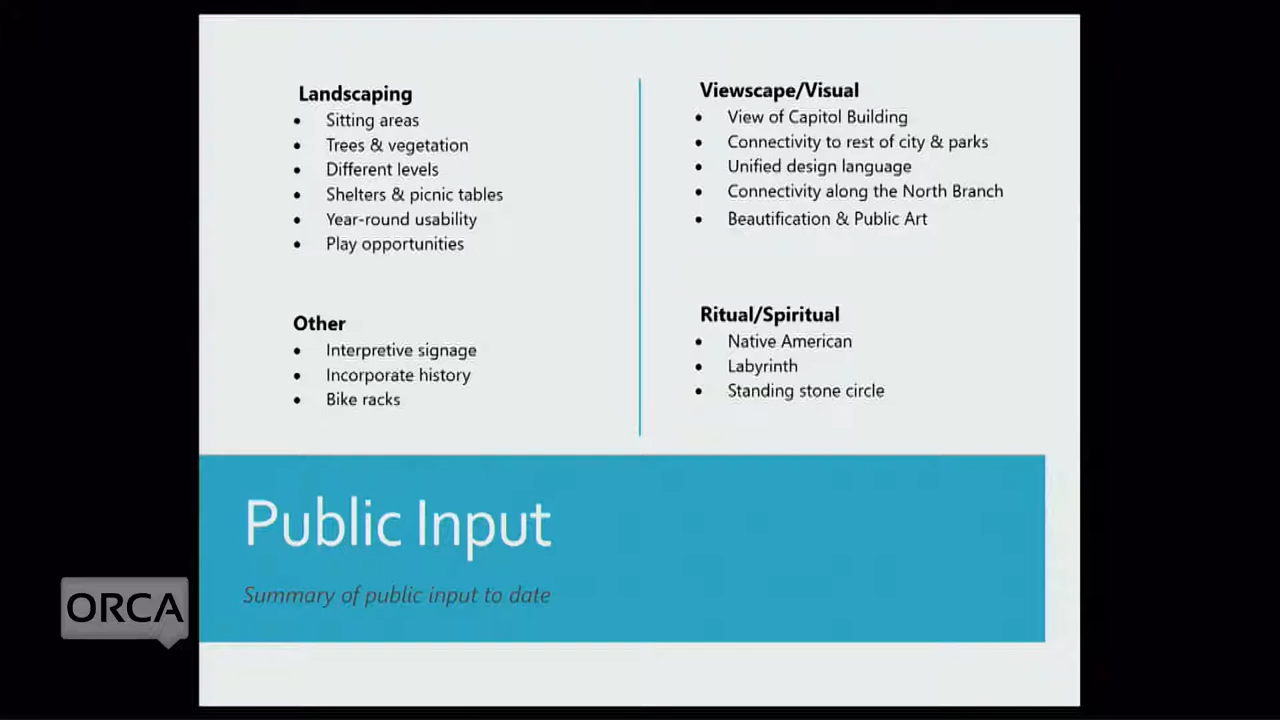 Landscaping
• Sitting areas
• Trees & vegetation
• Different levels
• Shelters & picnic tables
• Year-round usability
• Play opportunities
Other
• Interpretive signage
• Incorporate history
• Bike racks
Viewscape/Visual
• View of Capitol Building
• Connectivity to rest of city & parks
• Unified design language
• Connectivity along the North Branch
• Beautification & Public Art
Ritual/Spiritual
• Native American
• Labyrinth
• Standing stone circle
Public Input
Summary of public input to date
ORCA